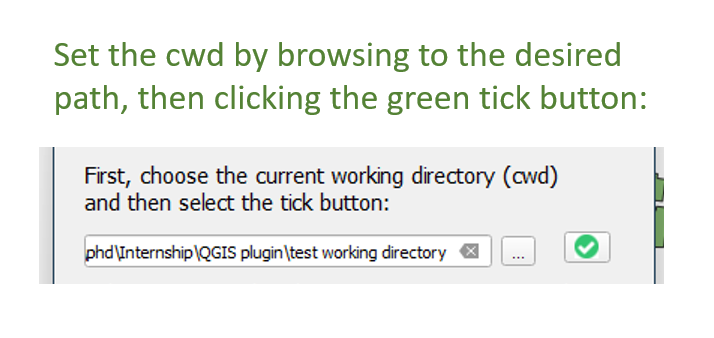 Set the cwd by browsing to the desired
path, then clicking the green tick button:
First, choose the current working directory (cwd)
and then select the tick button:
phd\Internship\QGIS plugin\test working directory
...